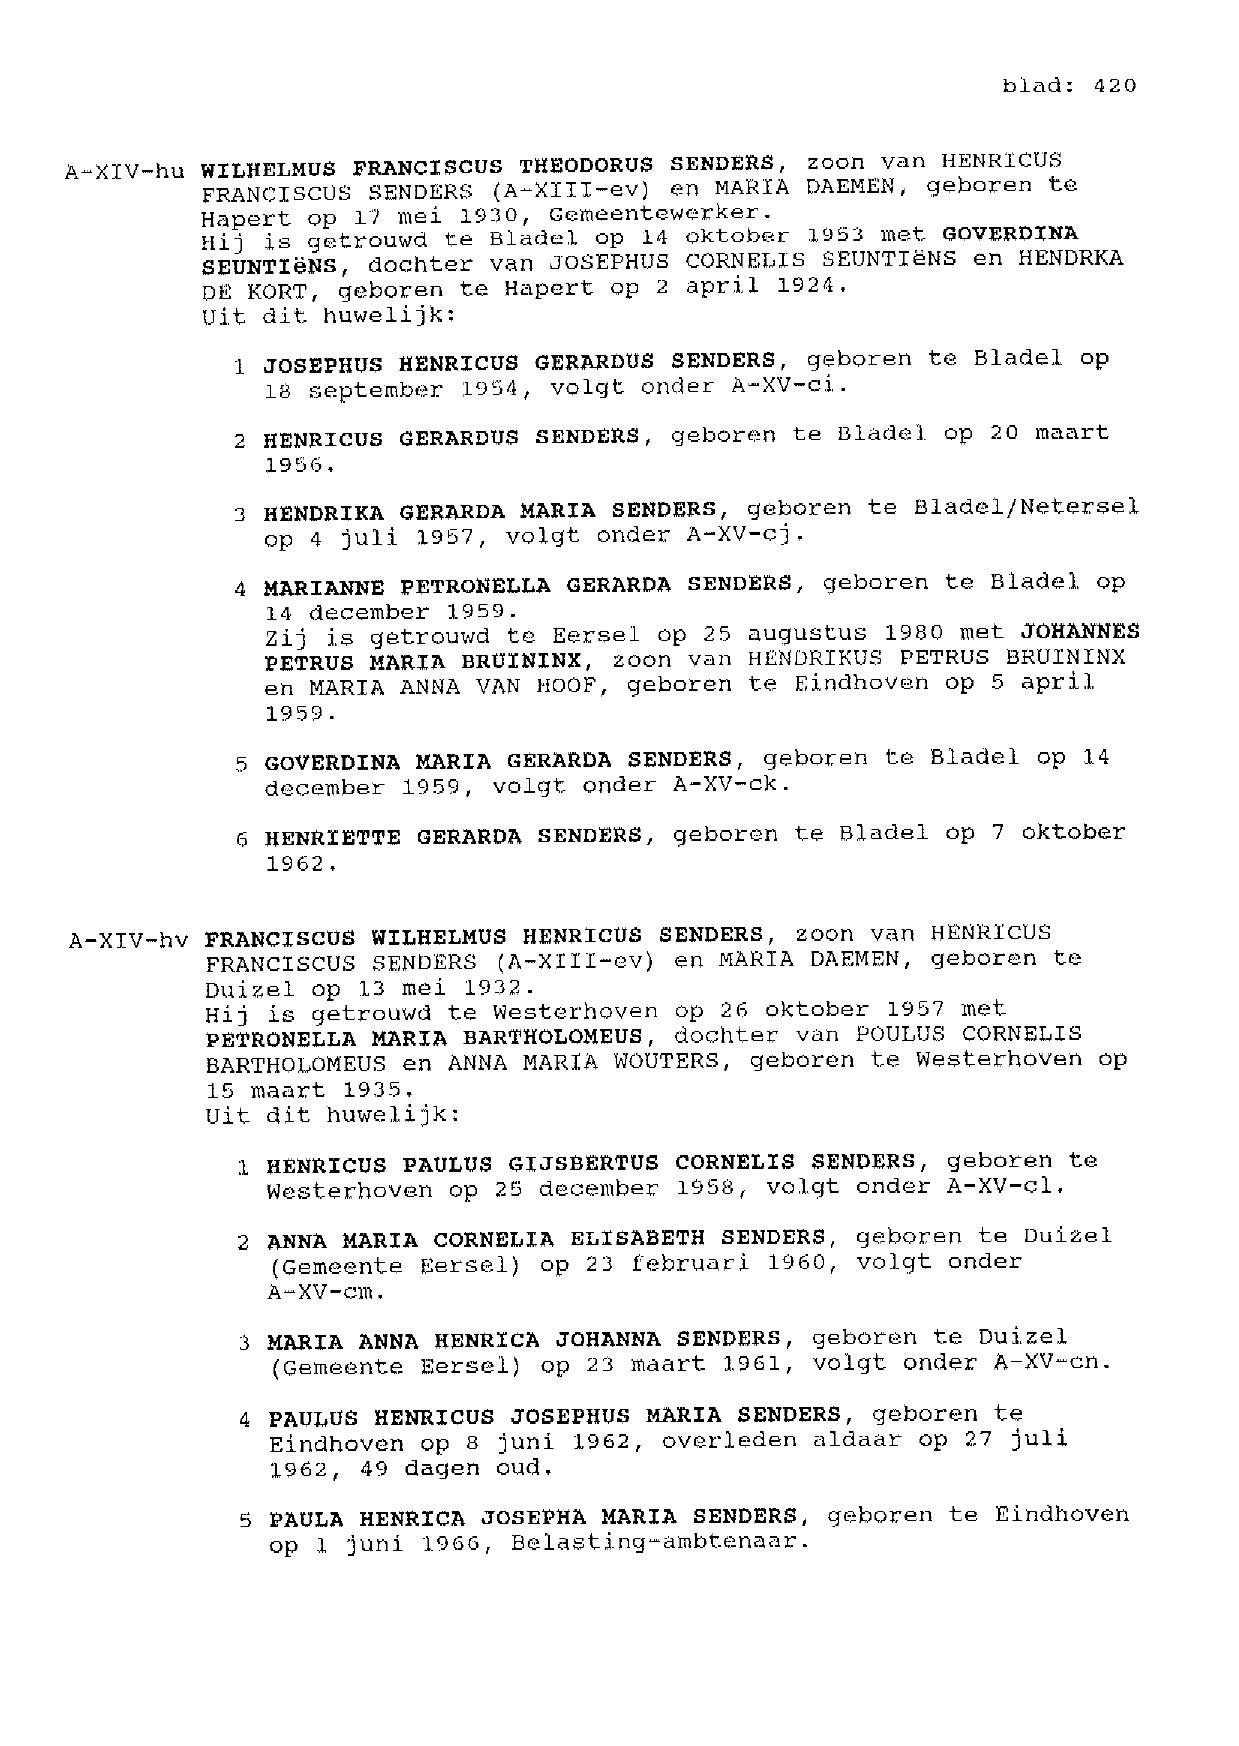 blad: 420
A-XIV-hu WILHELMUS FRANCISCUS THEODORUS SENDERS, zoon van HENRICUS
FRANCISCUS SENDERS (A-XIII-ev) en MARIA DAEMEN, geboren te
Hapert op 17 mei 1930, Gemeentewerker.
Hij is getrouwd te Bladel op 14 oktober 1953 met GOVERDINA
SEUNTIëNS, dochter van JOSEPHUS CORNELIS SEUNTIëNS en HENDRKA
DE KORT, geboren te Hapert op 2 april 1924.
Uit dit huwelijk:
1 JOSEPHUS HENRICUS GERARDUS SENDERS, geboren te Bladel op
18 september 1954, volgt onder A-XV-ci.
2 HENRICUS GERARDUS SENDERS, geboren te Bladel op 20 maart
1956.
3 HENDRIKA GERARDA MARIA SENDERS, geboren te Bladel/Netersel
op 4 juli 1957, volgt onder A-XV-cj.
4 MARIANNE PETRONELLA GERARDA SENDERS, geboren te Bladel op
14 december 1959.
Zij is getrouwd te Eersel op 25 augustus 1980 met JOHANNES
PETRUS MARIA BRUININX, zoon van HENDRIKUS PETRUS BRUININX
en MARIA ANNA VAN HOOF, geboren te Eindhoven op 5 april
1959.
5 GOVERDINA MARIA GERARDA SENDERS, geboren te Bladel op 14
december 1959, volgt onder A-XV-ck.
6 HENRIETTE GERARDA SENDERS, geboren te Bladel op 7 oktober
1962.
A-XIV-hv FRANCISCUS WILHELMUS HENRICUS SENDERS, zoon van HENRICUS
FRANCISCUS SENDERS (A-XIII-ev) en MARIA DAEMEN, geboren te
Duizel op 13 mei 1932.
Hij is getrouwd te Westerhoven op 26 oktober 1957 met
PETRONELLA MARIA BARTHOLOMEUS, dochter van POULUS CORNELIS
BARTHOLOMEUS en ANNA MARIA WOUTERS, geboren te Westerhoven op
15 maart 1935.
Uit dit huwelijk:
1 HENRICUS PAULUS GIJSBERTUS CORNELIS SENDERS, geboren te
Westerhoven op 25 december 1958, volgt onder A-XV-cl.
2 ANNA MARIA CORNELIA ELISABETH SENDERS, geboren te Duizel
(Gemeente Eersel) op 23 februari 1960, volgt onder
A-XV-cm.
3 MARIA ANNA HENRICA JOHANNA SENDERS, geboren te Duizel
(Gemeente Eersel) op 23 maart 1961, volgt onder A-XV-cn.
4 PAULUS HENRICUS JOSEPHUS MARIA SENDERS, geboren te
Eindhoven op 8 juni 1962, overleden aldaar op 27 juli
1962, 49 dagen oud.
5 PAULA HENRICA JOSEPHA MARIA SENDERS, geboren te Eindhoven
op 1 juni 1966, Belasting-ambtenaar.